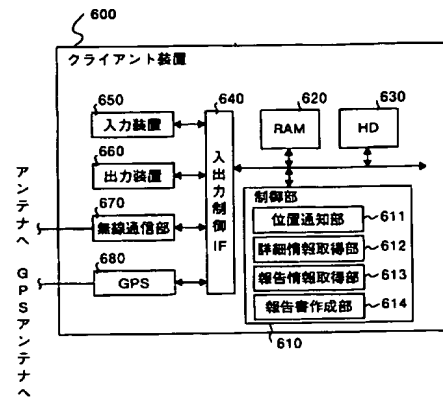 600
クライアント装置
650
入力装置
660
出力装置
670
無線通信部
680
GPS
640
入出力制御IF
620
RAM
630
HD
制御部
位置通知部
611
詳細情報取得部
612
報告情報取得部
613
報告書作成部
614
610
アンテナへ
GPSアンテナへ